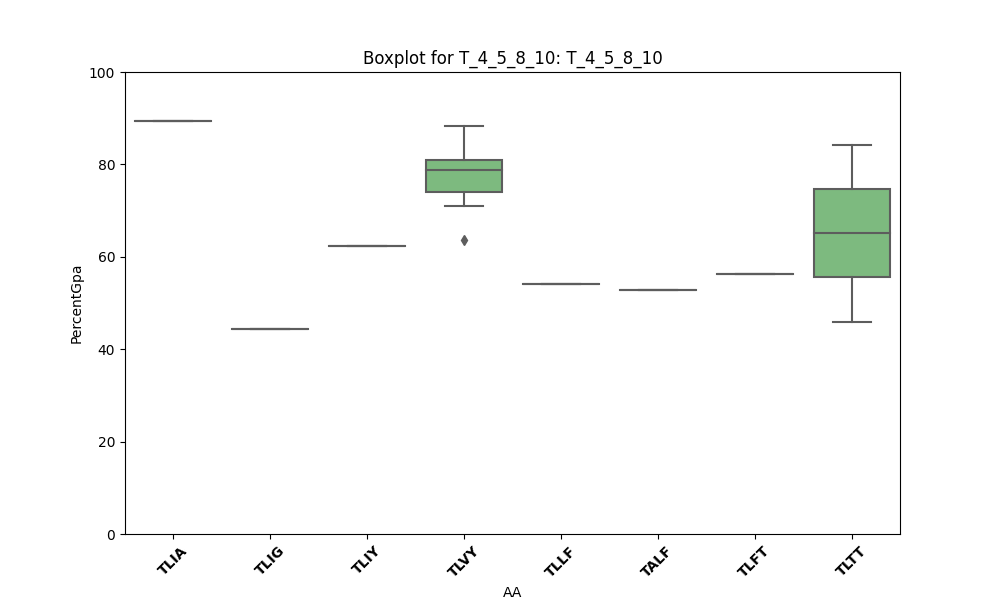 Boxplot for T_4_5_8_10: T_4_5_8_10
100
80
60
40
20
0
PercentGpa
TLIA TLIG TLIY TLVY TLLF TALF TLFT TLTT
AA